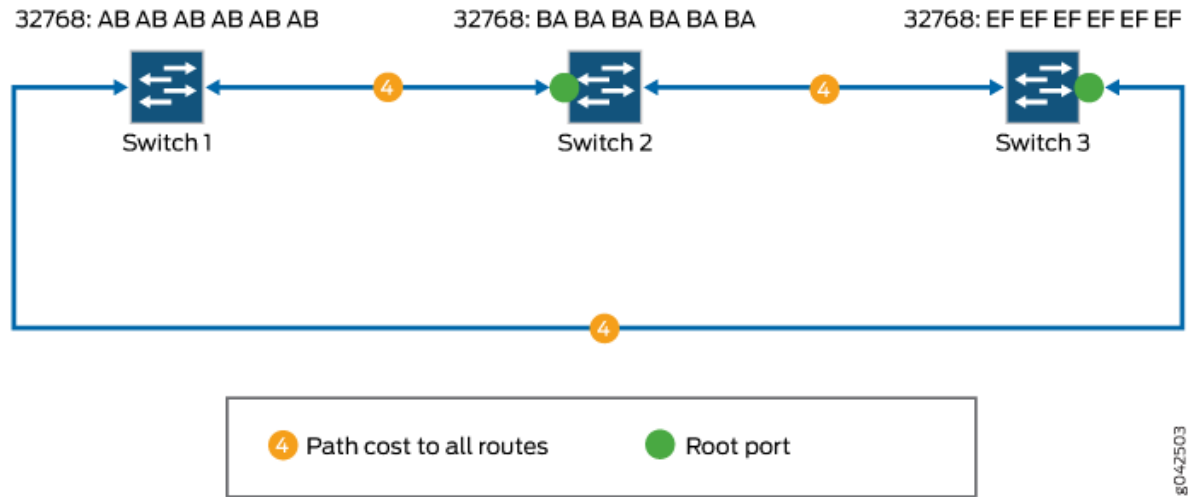 32768: AB AB AB AB AB AB
32768: BA BA BA BA BA BA
32768: EF EF EF EF EF EF
4
4
Switch 1
Switch 2
Switch 3
4
4 Path cost to all routes
Root port
g042503